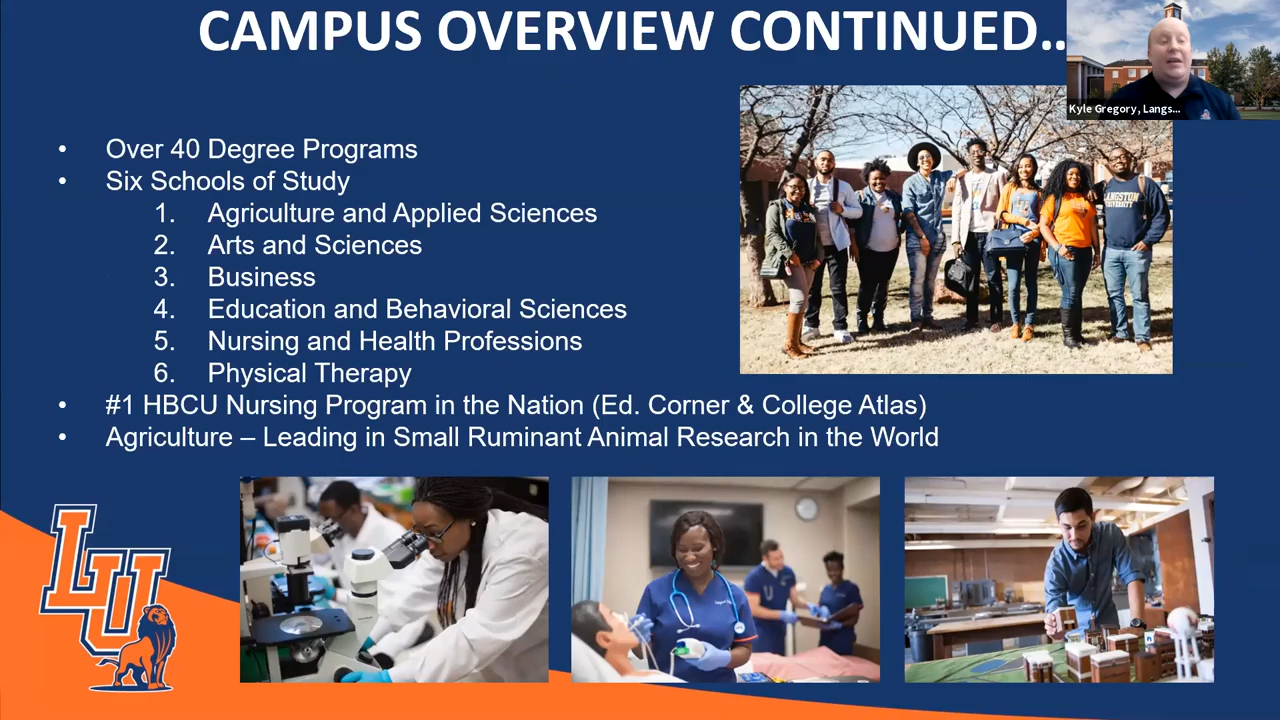 CAMPUS OVERVIEW CONTINUED..
Kyle Gregory, Langs...
• Over 40 Degree Programs
• Six Schools of Study
1. Agriculture and Applied Sciences
2. Arts and Sciences
3. Business
4. Education and Behavioral Sciences
5. Nursing and Health Professions
6. Physical Therapy
• #1 HBCU Nursing Program in the Nation (Ed. Corner & College Atlas)
• Agriculture – Leading in Small Ruminant Animal Research in the World
LANGSTON
UNIVERSITY
LU